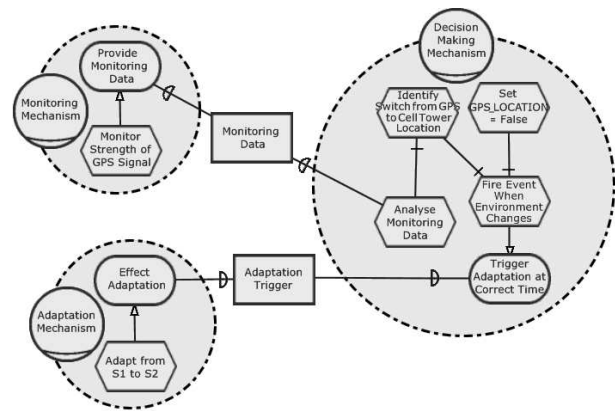 Provide
Monitoring
Data
Monitoring
Mechanism
Monitor
Strength of
GPS Signal
Monitoring
Data
Decision
Making
Mechanism
Identify
Switch from GPS
to Cell Tower
Location
Set
GPS_LOCATION
= False
Analyse
Monitoring
Data
Fire Event
When
Environment
Changes
Trigger
Adaptation at
Correct Time
Effect
Adaptation
Adaptation
Trigger
Adaptation
Mechanism
Adapt from
S1 to S2